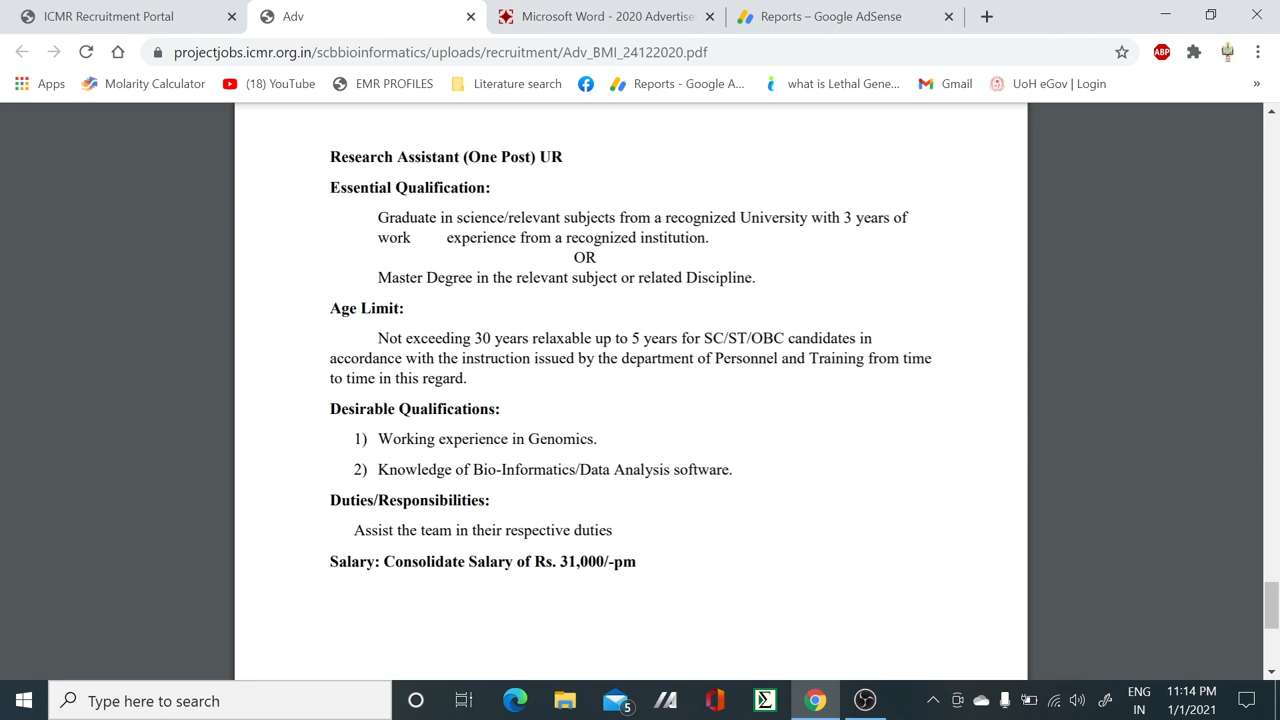 ICMR Recruitment Portal
Adv
Microsoft Word - 2020 Advertise
Reports – Google AdSense
projectjobs.icmr.org.in/scbbioinformatics/uploads/recruitment/Adv_BMI_24122020.pdf
ABP
Apps
Molarity Calculator
(18) YouTube
EMR PROFILES
Literature search
Reports - Google A...
what is Lethal Gene...
Gmail
UoH eGov | Login
»
Research Assistant (One Post) UR
Essential Qualification:
Graduate in science/relevant subjects from a recognized University with 3 years of
work experience from a recognized institution.
OR
Master Degree in the relevant subject or related Discipline.
Age Limit:
Not exceeding 30 years relaxable up to 5 years for SC/ST/OBC candidates in
accordance with the instruction issued by the department of Personnel and Training from time
to time in this regard.
Desirable Qualifications:
1) Working experience in Genomics.
2) Knowledge of Bio-Informatics/Data Analysis software.
Duties/Responsibilities:
Assist the team in their respective duties
Salary: Consolidate Salary of Rs. 31,000/-pm
Type here to search
5
ENG
IN
11:14 PM
1/1/2021